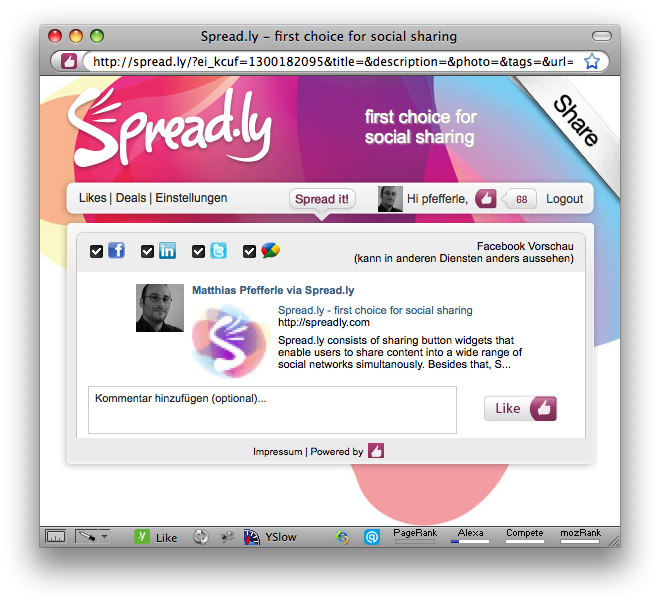 Spread.ly - first choice for social sharing
http://spread.ly/?ei_kcuf=1300182095&title=&description=&photo=&tags=&url=
Spread.ly
first choice for
social sharing
Share
Likes | Deals | Einstellungen
Spread it!
Hi pfefferle,
68
Logout
Facebook Vorschau
(kann in anderen Diensten anders aussehen)
Matthias Pfefferle via Spread.ly
Spread.ly - first choice for social sharing
http://spreadly.com
Spread.ly consists of sharing button widgets that
enable users to share content into a wide range of
social networks simultanously. Besides that, S...
Kommentar hinzufügen (optional)...
Like
Impressum | Powered by
Like
YSlow
PageRank
Alexa
Compete
mozRank